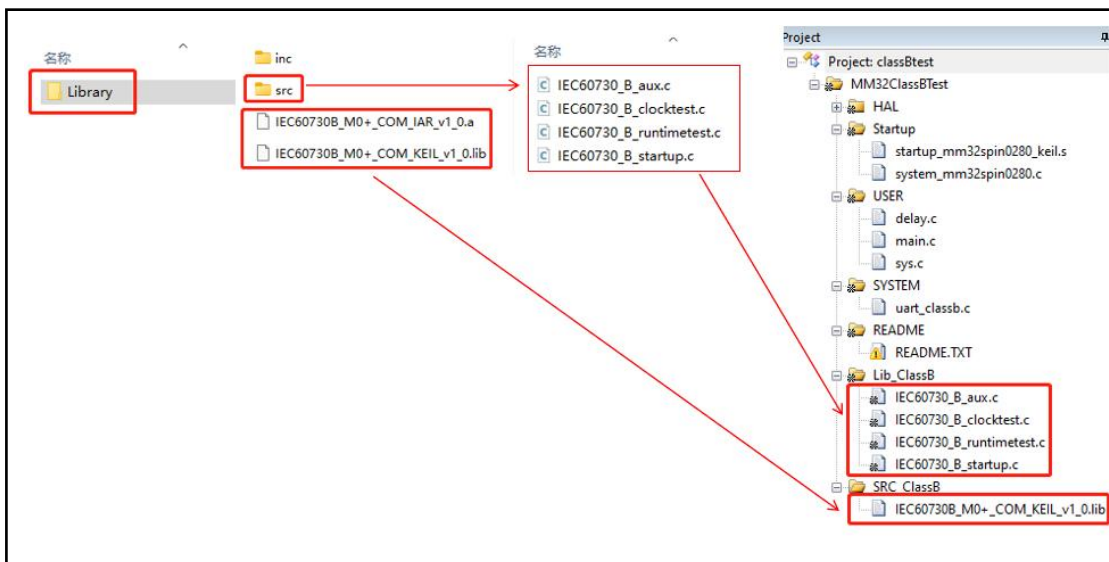 名称
Library
inc
src
IEC60730B_M0+_COM_IAR_v1_0.a
IEC60730B_M0+_COM_KEIL_v1_0.lib
名称
IEC60730_B_aux.c
IEC60730_B_clocktest.c
IEC60730_B_runtimetest.c
IEC60730_B_startup.c
Project
Project: classBtest
MM32ClassBTest
HAL
Startup
startup_mm32spin0280_keil.s
system_mm32spin0280.c
USER
delay.c
main.c
sys.c
SYSTEM
uart_classb.c
README
README.TXT
Lib_ClassB
IEC60730_B_aux.c
IEC60730_B_clocktest.c
IEC60730_B_runtimetest.c
IEC60730_B_startup.c
SRC_ClassB
IEC60730B_M0+_COM_KEIL_v1_0.lib